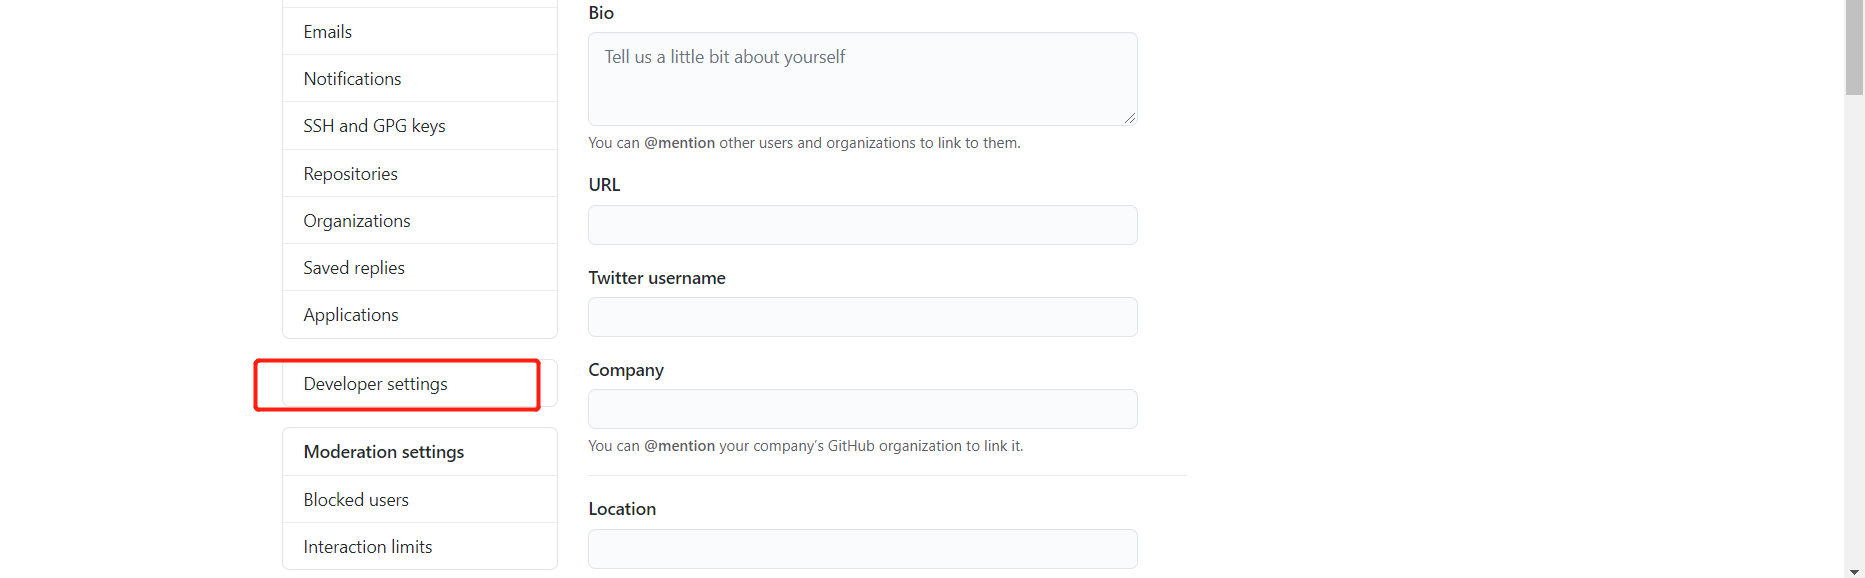 Emails
Notifications
SSH and GPG keys
Repositories
Organizations
Saved replies
Applications
Developer settings
Moderation settings
Blocked users
Interaction limits
Bio
Tell us a little bit about yourself
You can @mention other users and organizations to link to them.
URL
Twitter username
Company
You can @mention your company’s GitHub organization to link it.
Location